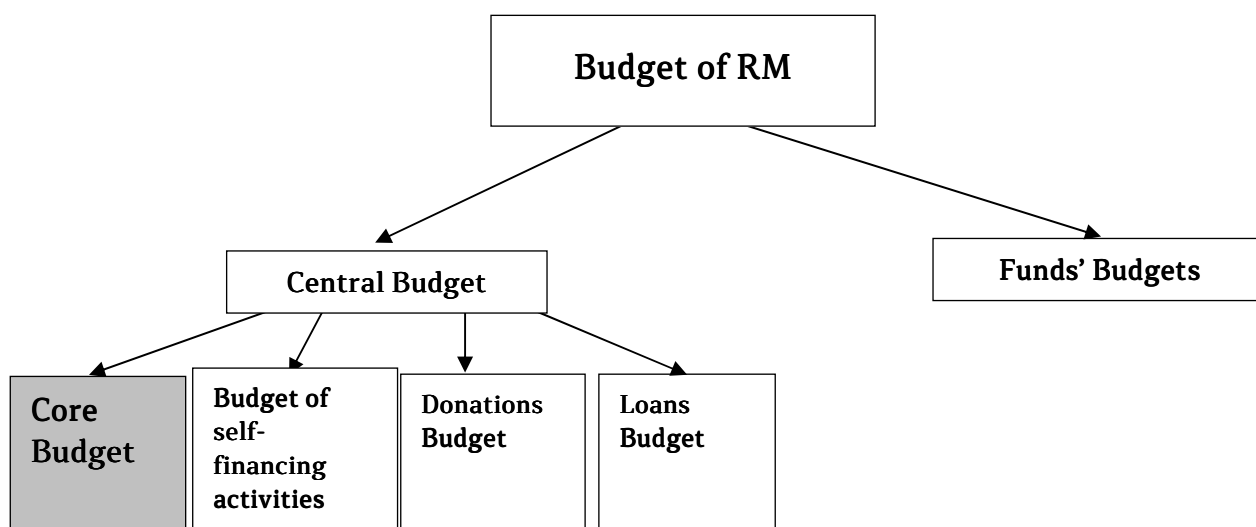 Budget of RM
Central Budget
Funds’ Budgets
Core
Budget
Budget of
self-
financing
activities
Donations
Budget
Loans
Budget